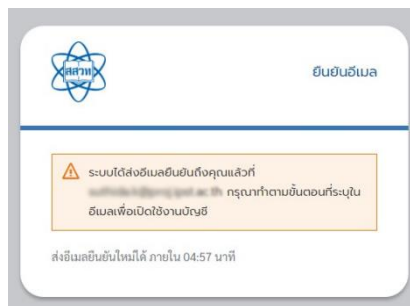 สสวท
ยืนยันอีเมล
ระบบได้ส่งอีเมลยืนยันถึงคุณแล้วที่
กรุณาทำตามขั้นตอนที่ระบุใน
อีเมลเพื่อเปิดใช้งานบัญชี
ส่งอีเมลยืนยันใหม่ได้ ภายใน 04:57 นาที